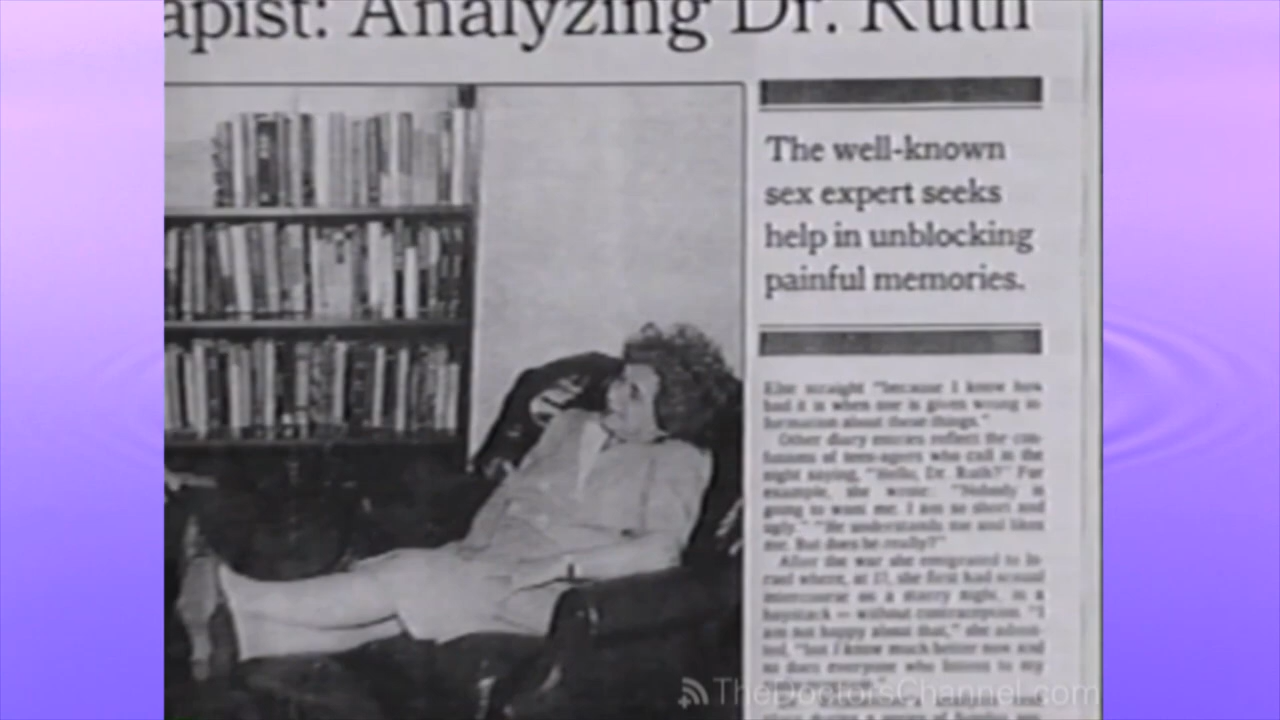 apist: Analyzing Dr. Ruth
The well-known
sex expert seeks
help in unblocking
painful memories.
Else straight "because I know how
bad it is when one is given wrong in-
formation about these things."
Other diary entries reflect the con-
fusions of teen-agers who call in the
night saying, "Hello, Dr. Ruth?" For
example, she wrote: "Nobody is
going to want me. I am so short and
ugly." "He understands me and likes
me. But does he really?"
After the war she emigrated to Is-
rael where, at 17, she first had sexual
intercourse on a starry night, in a
haystack — without contraception. "I
am not happy about that," she admit-
ted, "but I know much better now and
so does everyone who listens to my
TheDoctorsChannel.com